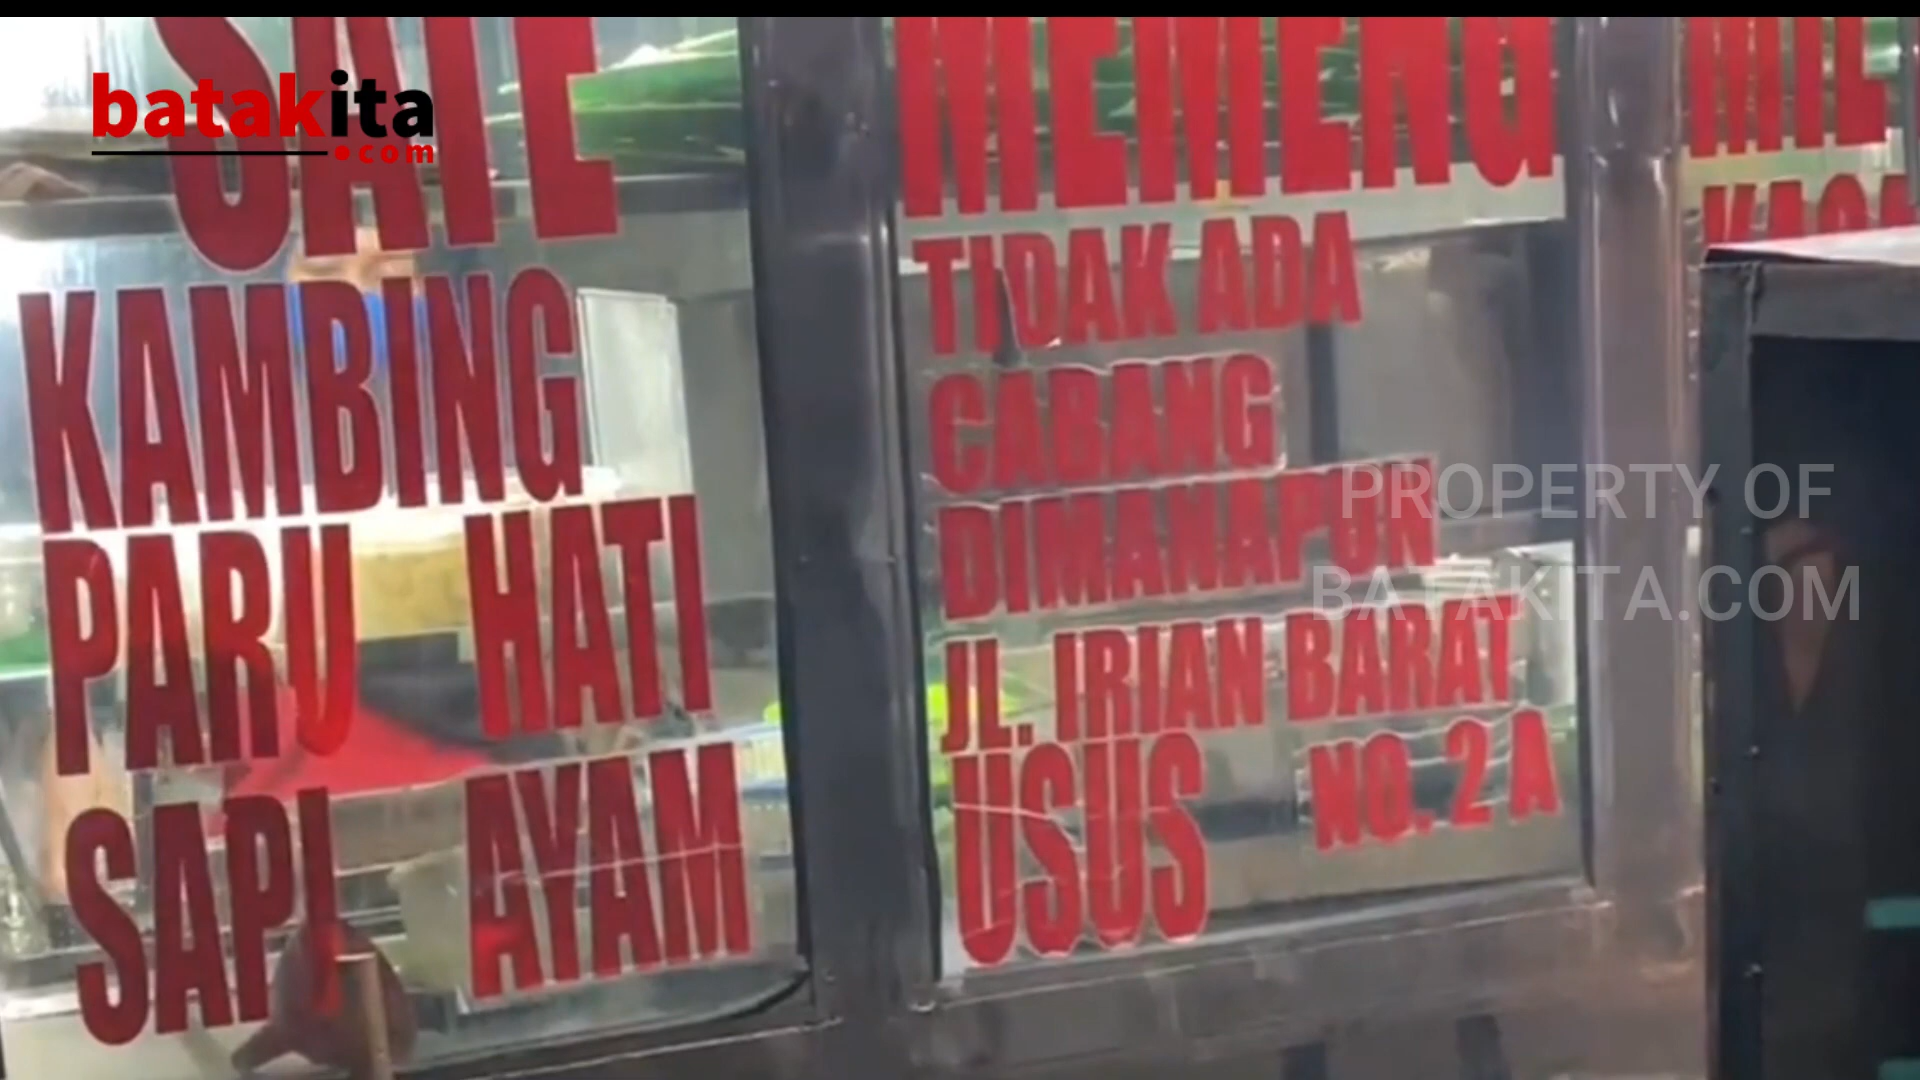 batakita
.com
SATE
KAMBING
PARU HATI
SAPI AYAM
MEMENG
TIDAK ADA
CABANG
DIMANAPUN
JL. IRIAN BARAT
USUS NO. 2 A
PROPERTY OF
BATAKITA.COM